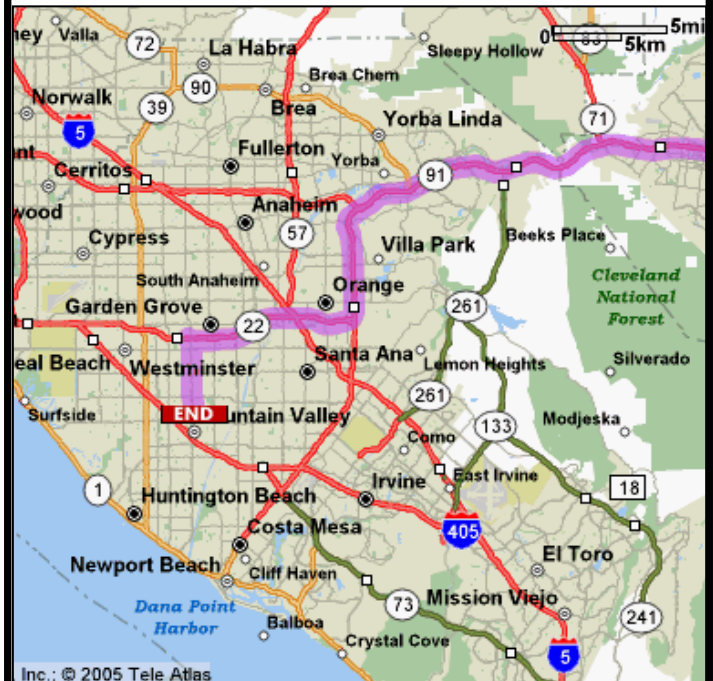 ney
Valla
72
La Habra
Sleepy Hollow
0
5mi
5km
83
90
Brea Chem
39
Norwalk
Brea
Yorba Linda
71
5
Fullerton
nt
Cerritos
Yorba
91
wood
Anaheim
57
Cypress
Villa Park
Beeks Place
South Anaheim
Cleveland
National
Forest
Orange
261
Garden Grove
22
Santa Ana
eal Beach
Westminster
Lemon Heights
Silverado
261
Surfside
END
untain Valley
133
Modjeska
Como
1
Irvine
East Irvine
18
Huntington Beach
405
Costa Mesa
El Toro
Newport Beach
Cliff Haven
Mission Viejo
Dana Point
Harbor
73
241
Balboa
Crystal Cove
5
Inc.; © 2005 Tele Atlas